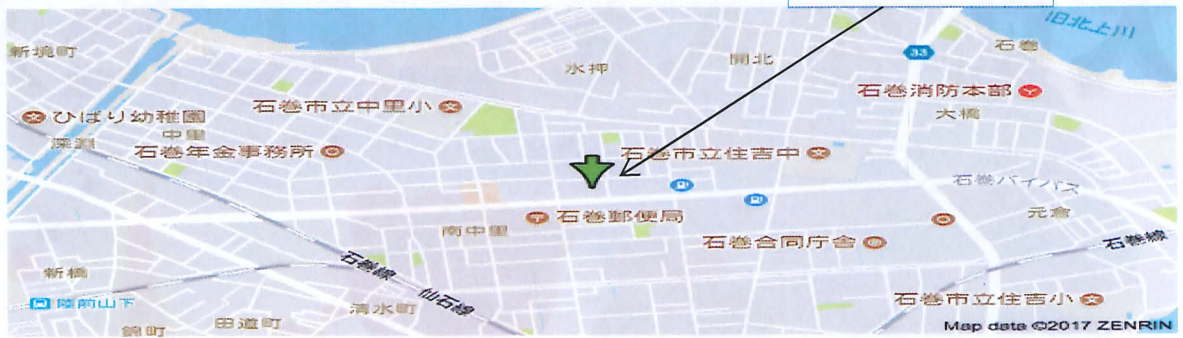 旧北上川
新境町
水押
開北
33
石巻
石巻消防本部
大橋
ひばり幼稚園
石巻市立中里小
中里
深淵
石巻年金事務所
石巻市立住吉中
石巻バイパス
元倉
石巻郵便局
南中里
石巻合同庁舎
石巻線
石巻線
仙石線
新橋
陸前山下
清水町
田道町
錦町
石巻市立住吉小
Map data ©2017 ZENRIN